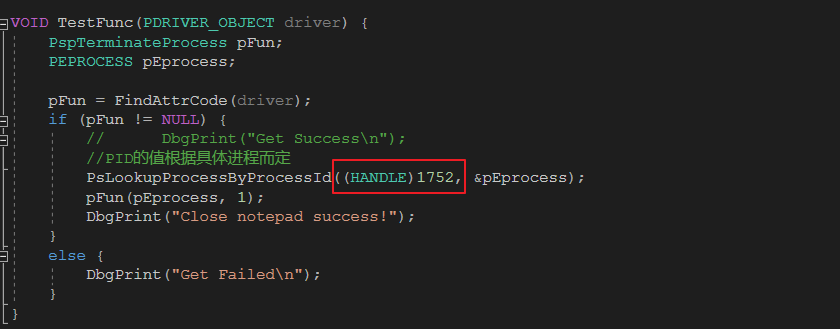 VOID TestFunc(PDRIVER_OBJECT driver) {
PspTerminateProcess pFun;
PEPROCESS pEprocess;
pFun = FindAttrCode(driver);
if (pFun != NULL) {
// DbgPrint("Get Success\n");
//PID的值根据具体进程而定
PsLookupProcessByProcessId((HANDLE)1752, &pEprocess);
pFun(pEprocess, 1);
DbgPrint("Close notepad success!");
}
else {
DbgPrint("Get Failed\n");
}
}